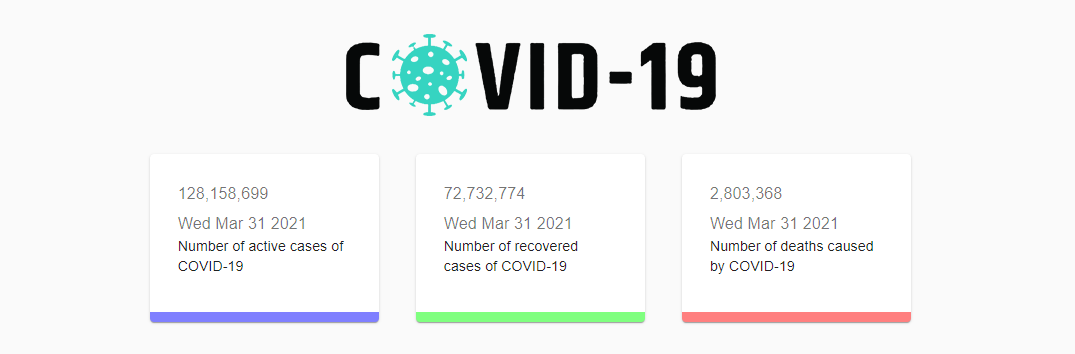 COVID-19
128,158,699
Wed Mar 31 2021
Number of active cases of
COVID-19
72,732,774
Wed Mar 31 2021
Number of recovered
cases of COVID-19
2,803,368
Wed Mar 31 2021
Number of deaths caused
by COVID-19